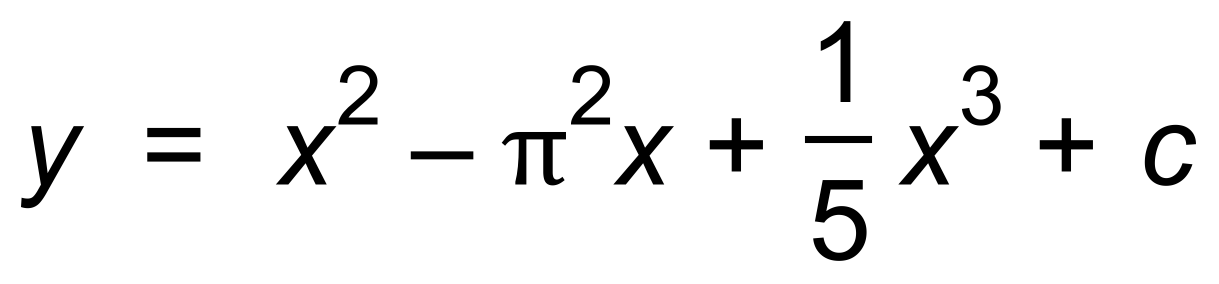 y = x² – π²x + 1/5 x³ + c